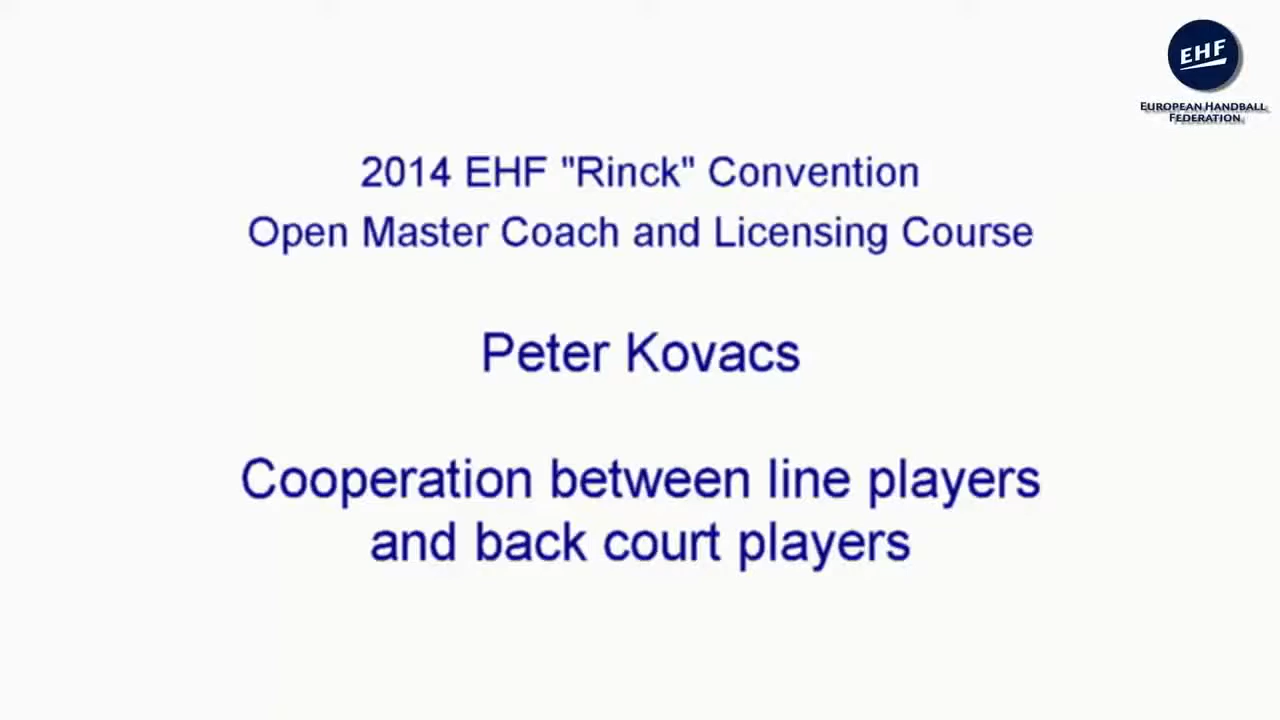 EHF
EUROPEAN HANDBALL
FEDERATION
2014 EHF "Rinck" Convention
Open Master Coach and Licensing Course
Peter Kovacs
Cooperation between line players
and back court players